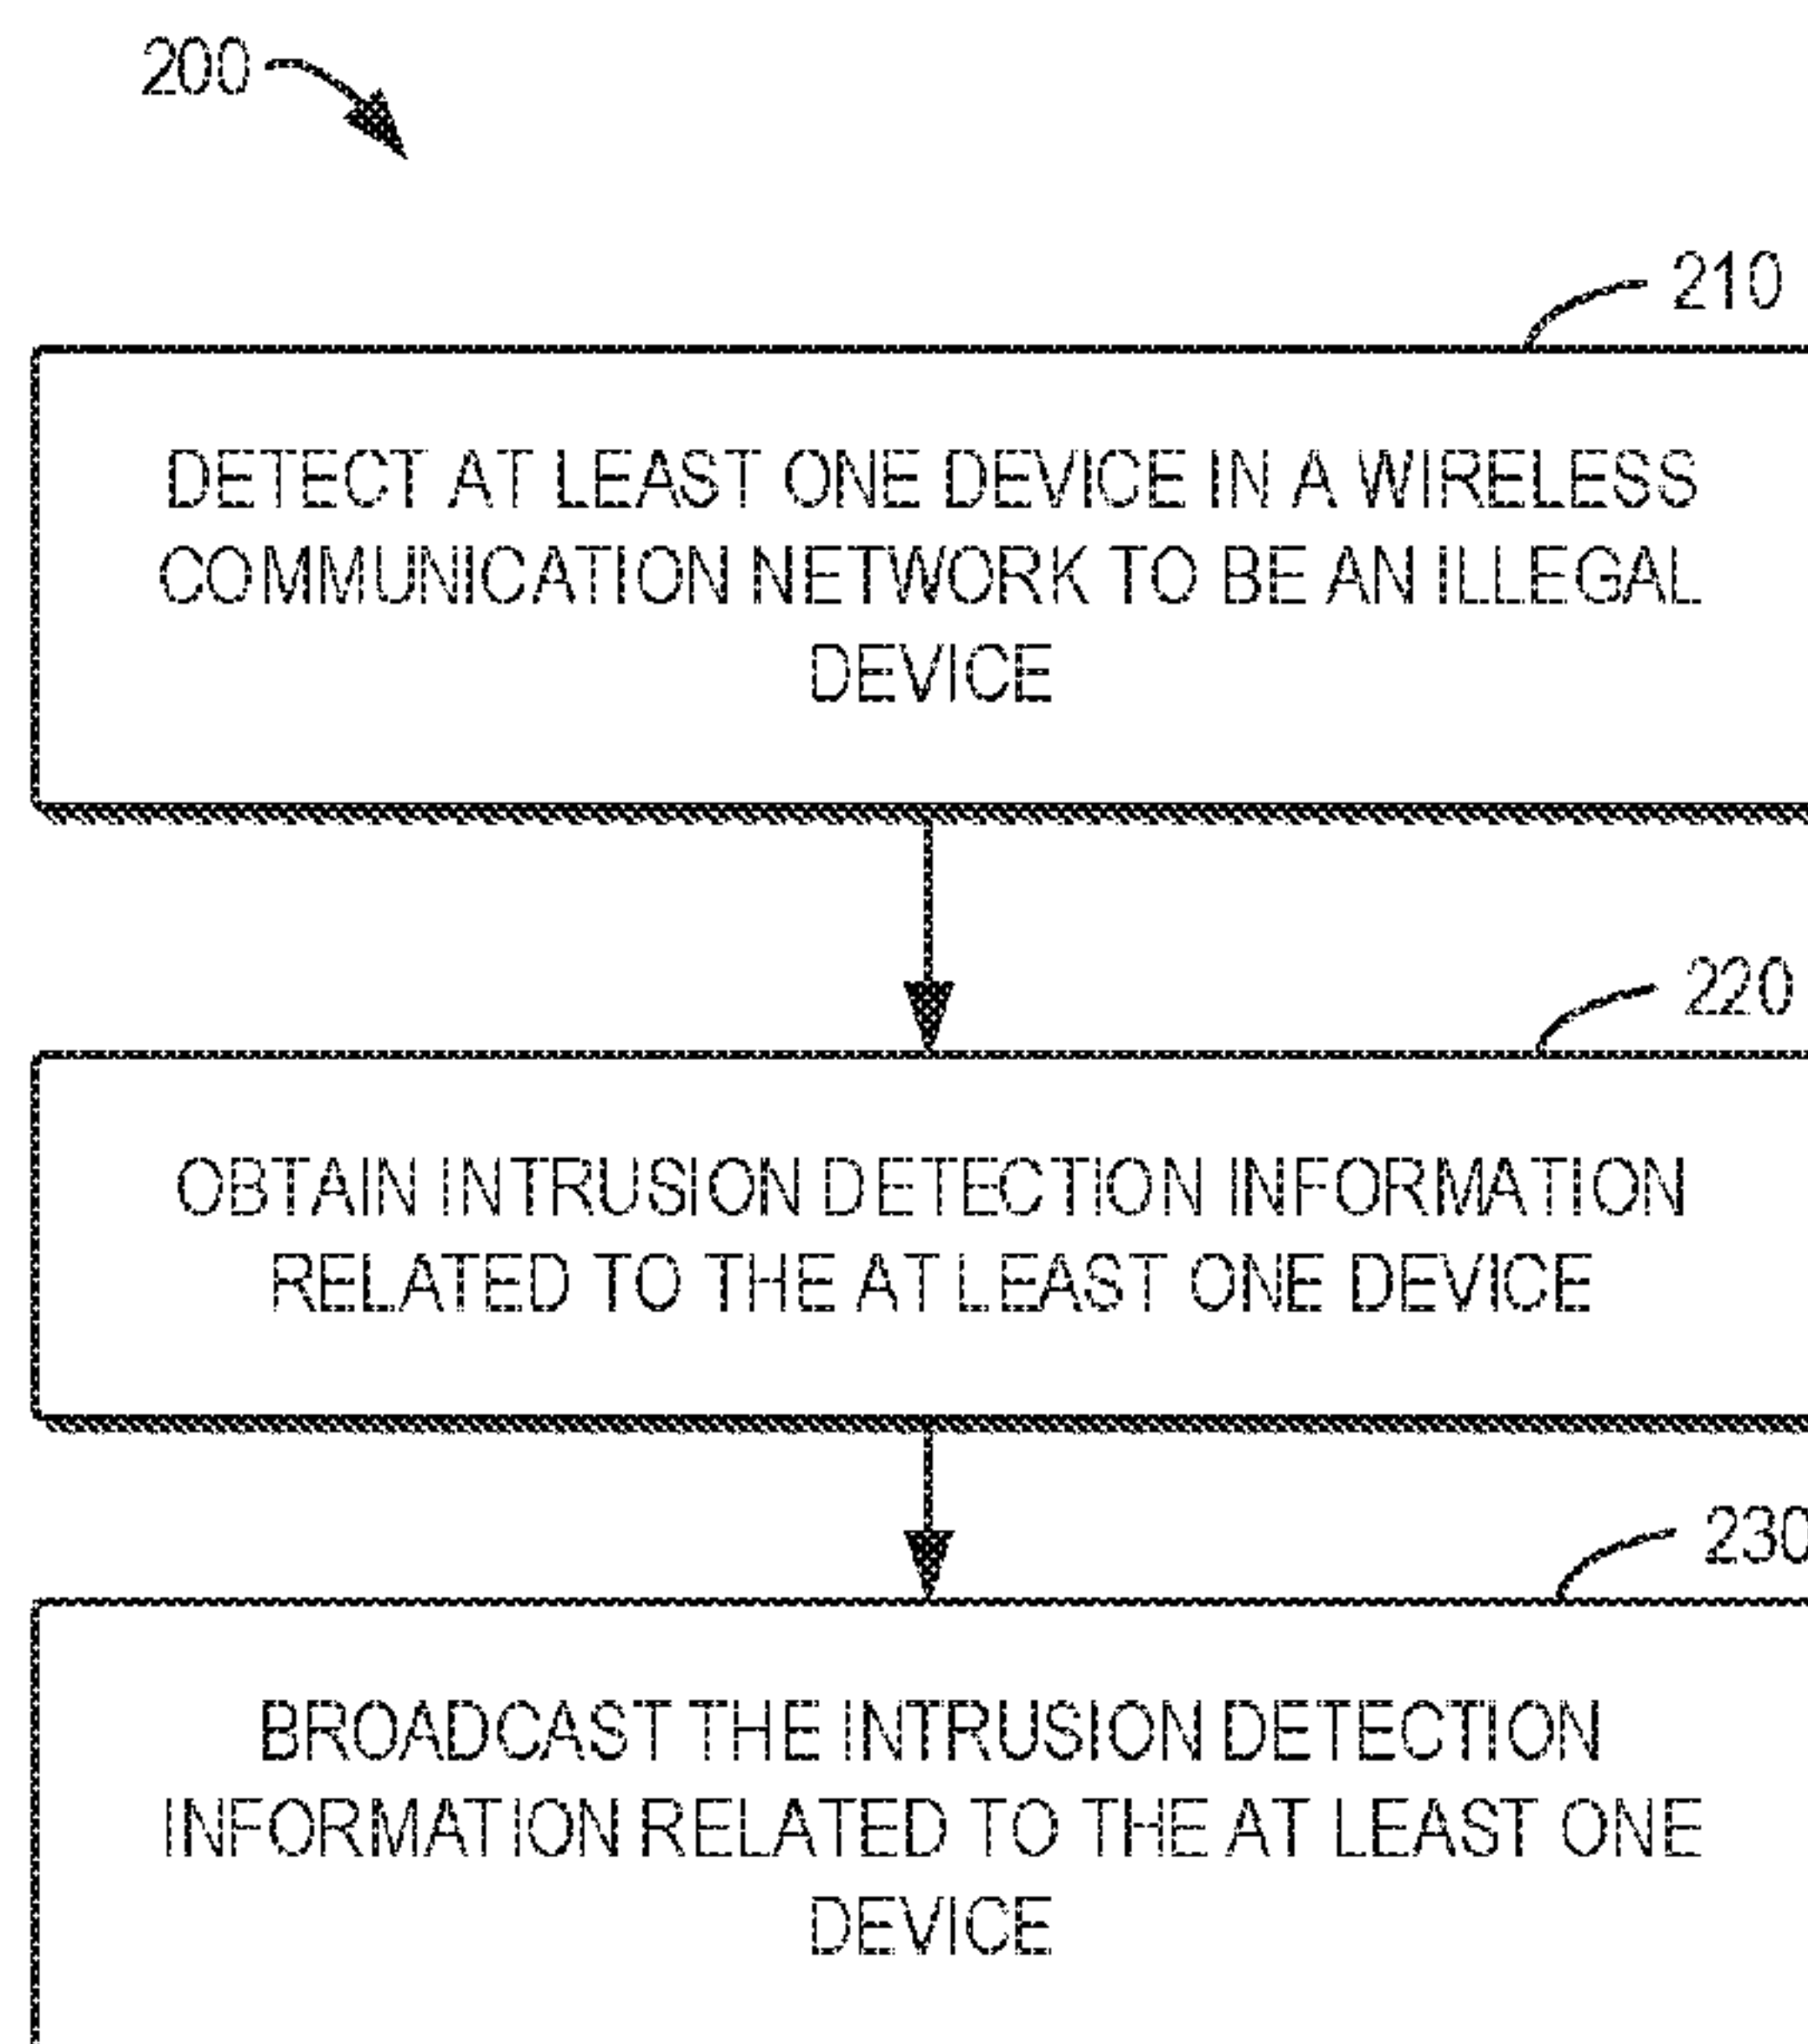 200
210
DETECT AT LEAST ONE DEVICE IN A WIRELESS
COMMUNICATION NETWORK TO BE AN ILLEGAL
DEVICE
220
OBTAIN INTRUSION DETECTION INFORMATION
RELATED TO THE AT LEAST ONE DEVICE
230
BROADCAST THE INTRUSION DETECTION
INFORMATION RELATED TO THE AT LEAST ONE
DEVICE